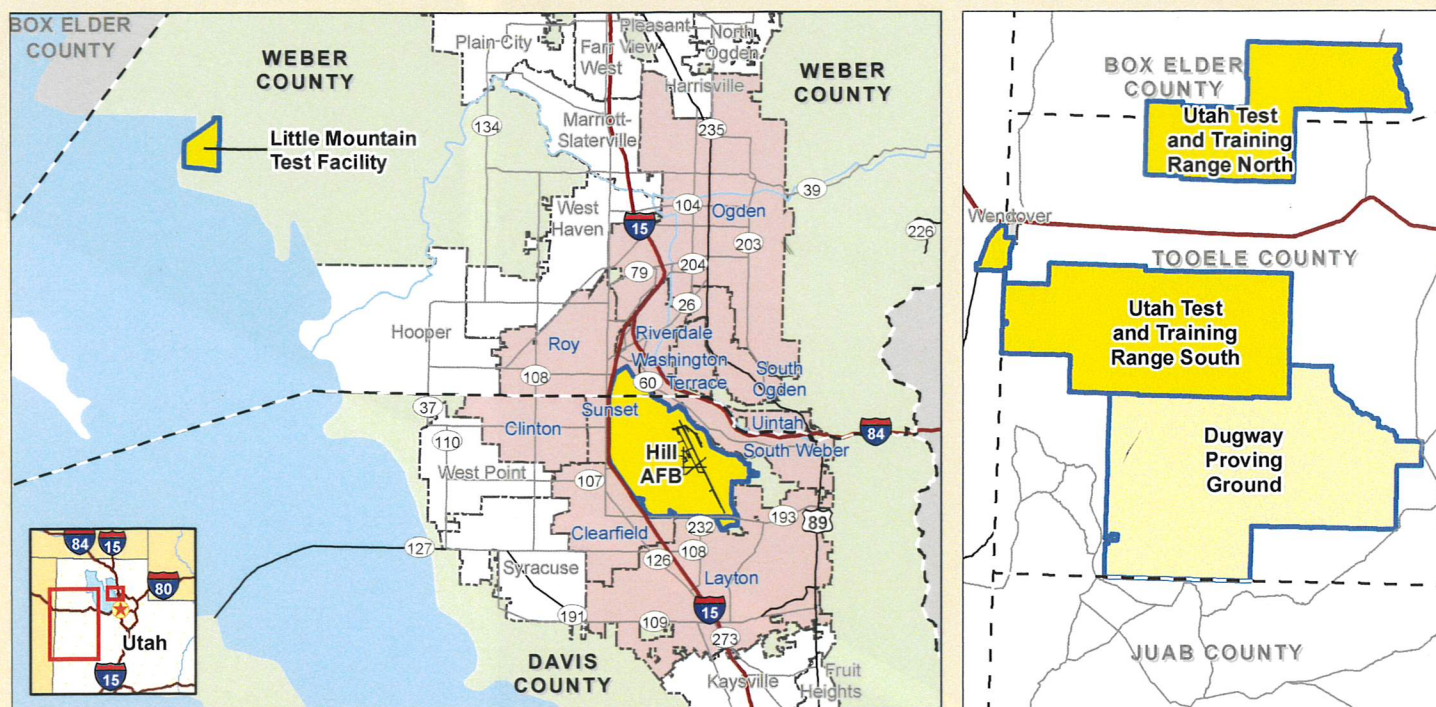 BOX ELDER
COUNTY
WEBER
COUNTY
Plain City
Farr
West
Pleasant
View
North
Ogden
WEBER
COUNTY
Harrisville
Little Mountain
Test Facility
134
Marriott-
Slaterville
235
39
West
Haven
104
Ogden
15
203
226
79
204
26
Hooper
Roy
Riverdale
Washington
Terrace
South
Ogden
108
60
37
Sunset
Clinton
Uintah
84
110
Hill
AFB
South Weber
West Point
107
193
89
232
Clearfield
127
126
108
Syracuse
Layton
15
191
109
273
DAVIS
COUNTY
Kaysville
Fruit
Heights
84
15
80
Utah
15
BOX ELDER
COUNTY
Utah Test
and Training
Range North
Wendover
TOOELE COUNTY
Utah Test
and Training
Range South
Dugway
Proving
Ground
JUAB COUNTY